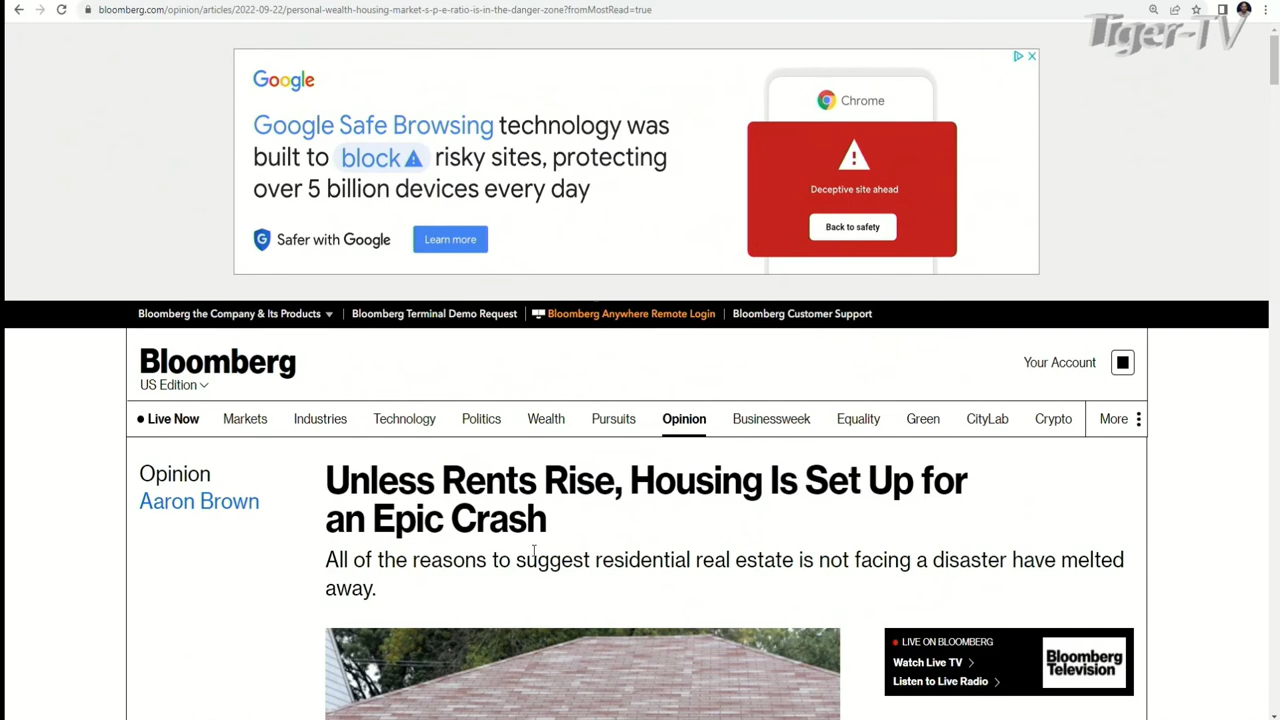 bloomberg.com/opinion/articles/2022-09-22/personal-wealth-housing-market-s-p-e-ratio-is-in-the-danger-zone?fromMostRead=true
Tiger-TV
Google
Google Safe Browsing technology was
built to block risky sites, protecting
over 5 billion devices every day
Safer with Google
Learn more
Chrome
Deceptive site ahead
Back to safety
Bloomberg the Company & Its Products
Bloomberg Terminal Demo Request
Bloomberg Anywhere Remote Login
Bloomberg Customer Support
Bloomberg
US Edition
Your Account
Live Now Markets Industries Technology Politics Wealth Pursuits Opinion Businessweek Equality Green CityLab Crypto More
Opinion
Aaron Brown
Unless Rents Rise, Housing Is Set Up for
an Epic Crash
All of the reasons to suggest residential real estate is not facing a disaster have melted
away.
LIVE ON BLOOMBERG
Watch Live TV
Listen to Live Radio
Bloomberg
Television